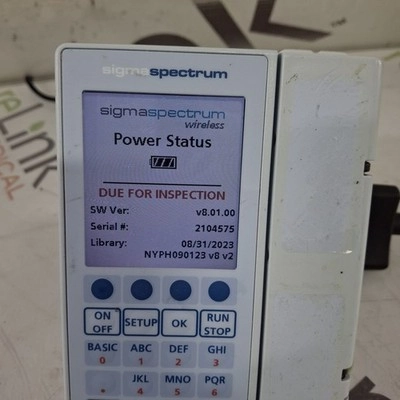 sigmaspectrum
sigmaspectrum
wireless
Power Status
DUE FOR INSPECTION
SW Ver: v8.01.00
Serial #: 2104575
Library: 08/31/2023
NYPH090123 v8 v2
ON
OFF
SETUP
OK
RUN
STOP
BASIC
0
ABC
1
DEF
2
GHI
3
.
JKL
4
MNO
5
PQR
6
Link